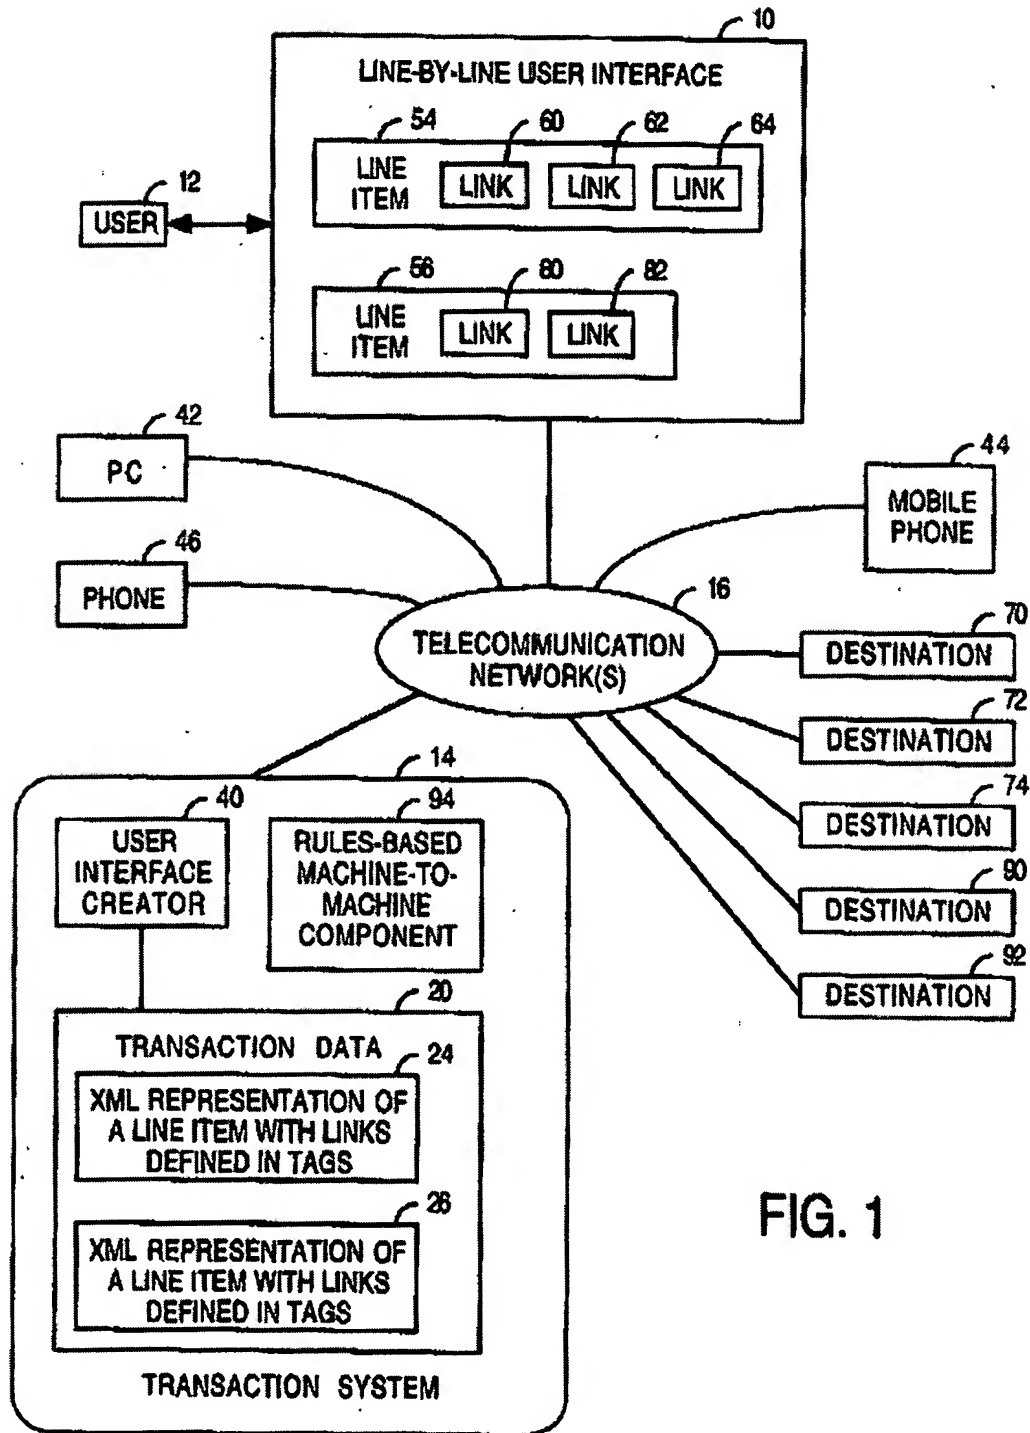 10
LINE-BY-LINE USER INTERFACE
54
60
62
64
LINE
ITEM
LINK
LINK
LINK
12
USER
56
80
82
LINE
ITEM
LINK
LINK
42
PC
44
MOBILE
PHONE
46
PHONE
16
TELECOMMUNICATION
NETWORK(S)
70
DESTINATION
72
DESTINATION
74
DESTINATION
90
DESTINATION
92
DESTINATION
14
40
USER
INTERFACE
CREATOR
94
RULES-BASED
MACHINE-TO-
MACHINE
COMPONENT
20
TRANSACTION DATA
24
XML REPRESENTATION OF
A LINE ITEM WITH LINKS
DEFINED IN TAGS
26
XML REPRESENTATION OF
A LINE ITEM WITH LINKS
DEFINED IN TAGS
TRANSACTION SYSTEM
FIG. 1